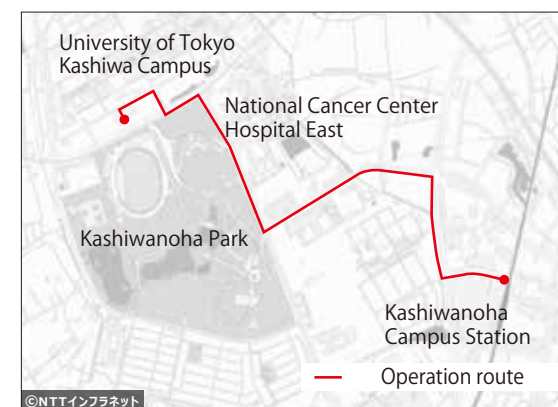 University of Tokyo
Kashiwa Campus
National Cancer Center
Hospital East
Kashiwanoha Park
Kashiwanoha
Campus Station
Operation route
©NTTインフラネット